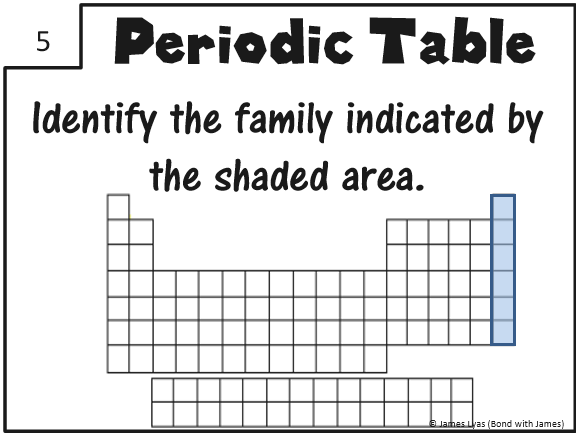 5
Periodic Table
Identify the family indicated by
the shaded area.
© James Lyas (Bond with James)